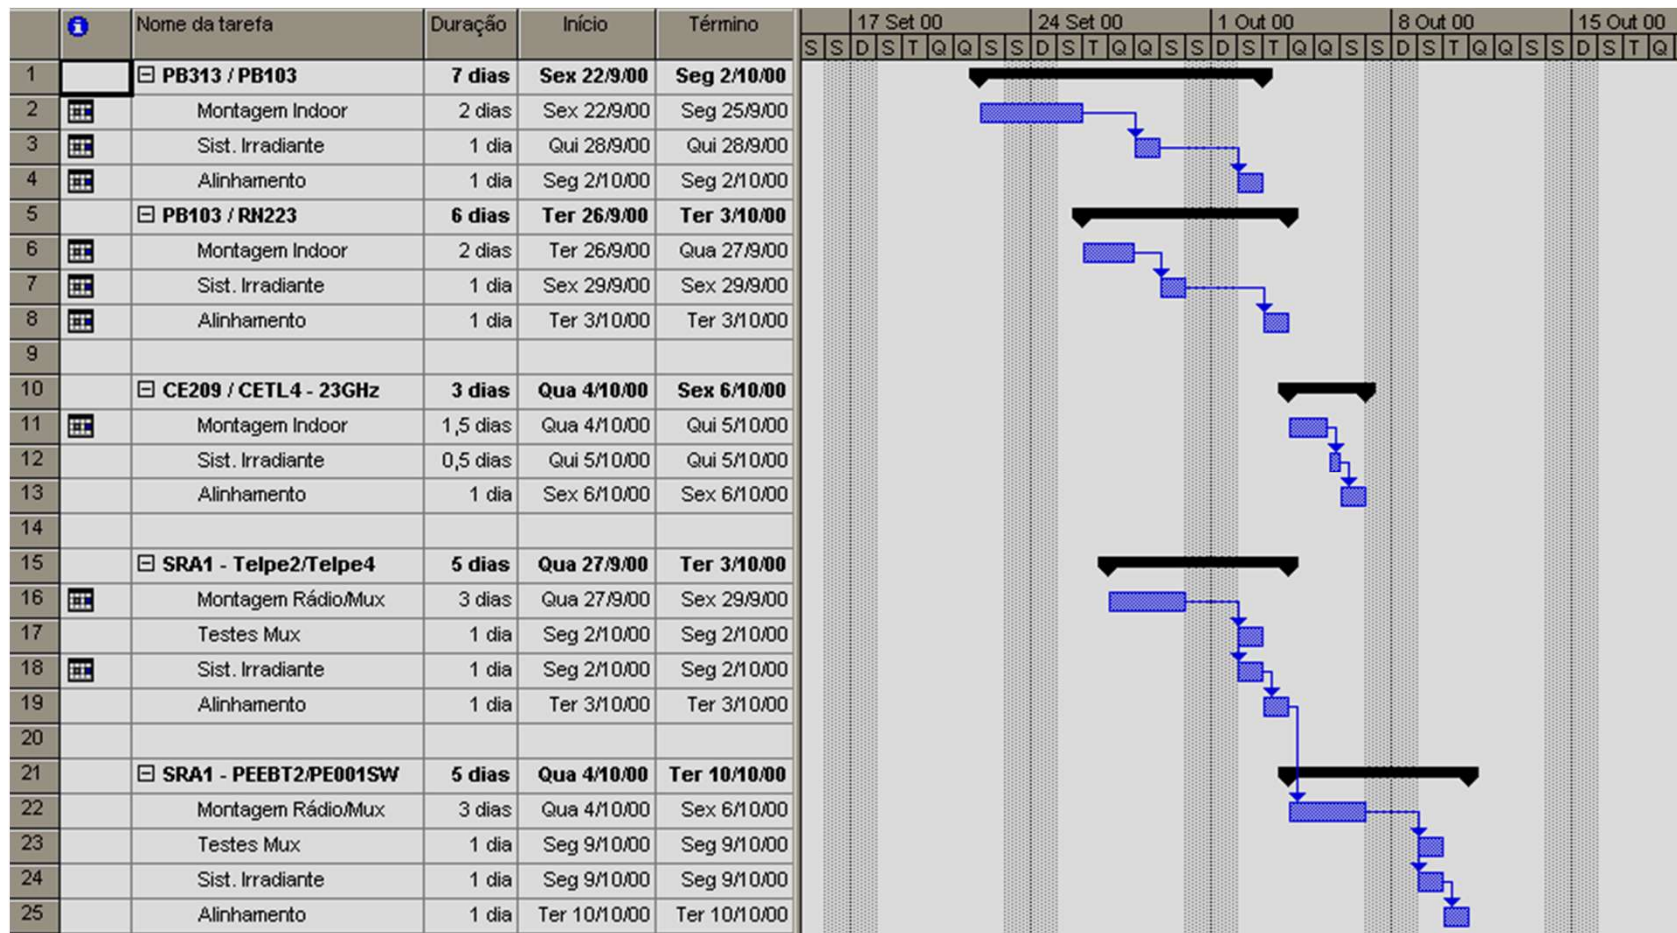 Nome da tarefa Duração Início Término 17 Set 00 24 Set 00 1 Out 00 8 Out 00 15 Out 00
S S D S T Q Q S S D S T Q Q S S D S T Q Q S S D S T Q Q S S D S T Q
1 PB313 / PB103 7 dias Sex 22/9/00 Seg 2/10/00
2 Montagem Indoor 2 dias Sex 22/9/00 Seg 25/9/00
3 Sist. Irradiante 1 dia Qui 28/9/00 Qui 28/9/00
4 Alinhamento 1 dia Seg 2/10/00 Seg 2/10/00
5 PB103 / RN223 6 dias Ter 26/9/00 Ter 3/10/00
6 Montagem Indoor 2 dias Ter 26/9/00 Qua 27/9/00
7 Sist. Irradiante 1 dia Sex 29/9/00 Sex 29/9/00
8 Alinhamento 1 dia Ter 3/10/00 Ter 3/10/00
9
10 CE209 / CETL4 - 23GHz 3 dias Qua 4/10/00 Sex 6/10/00
11 Montagem Indoor 1,5 dias Qua 4/10/00 Qui 5/10/00
12 Sist. Irradiante 0,5 dias Qui 5/10/00 Qui 5/10/00
13 Alinhamento 1 dia Sex 6/10/00 Sex 6/10/00
14
15 SRA1 - Telpe2/Telpe4 5 dias Qua 27/9/00 Ter 3/10/00
16 Montagem Rádio/Mux 3 dias Qua 27/9/00 Sex 29/9/00
17 Testes Mux 1 dia Seg 2/10/00 Seg 2/10/00
18 Sist. Irradiante 1 dia Seg 2/10/00 Seg 2/10/00
19 Alinhamento 1 dia Ter 3/10/00 Ter 3/10/00
20
21 SRA1 - PEEBT2/PE001SW 5 dias Qua 4/10/00 Ter 10/10/00
22 Montagem Rádio/Mux 3 dias Qua 4/10/00 Sex 6/10/00
23 Testes Mux 1 dia Seg 9/10/00 Seg 9/10/00
24 Sist. Irradiante 1 dia Seg 9/10/00 Seg 9/10/00
25 Alinhamento 1 dia Ter 10/10/00 Ter 10/10/00